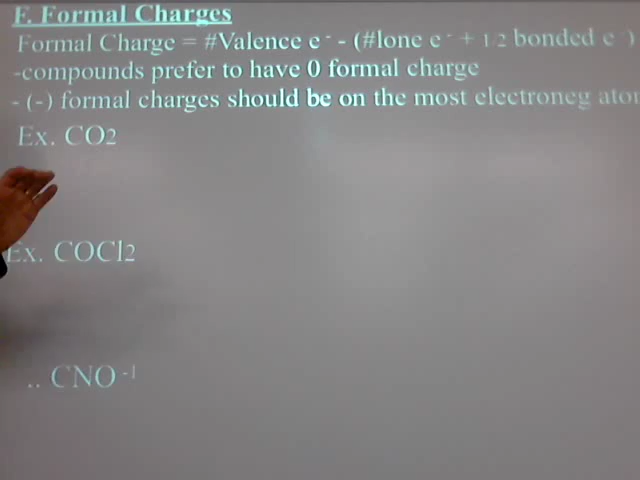 F. Formal Charges
Formal Charge = #Valence e - - (#lone e - + 1/2 bonded e -)
-compounds prefer to have 0 formal charge
- (-) formal charges should be on the most electroneg
Ex. CO2
Ex. COCl2
.. CNO -1